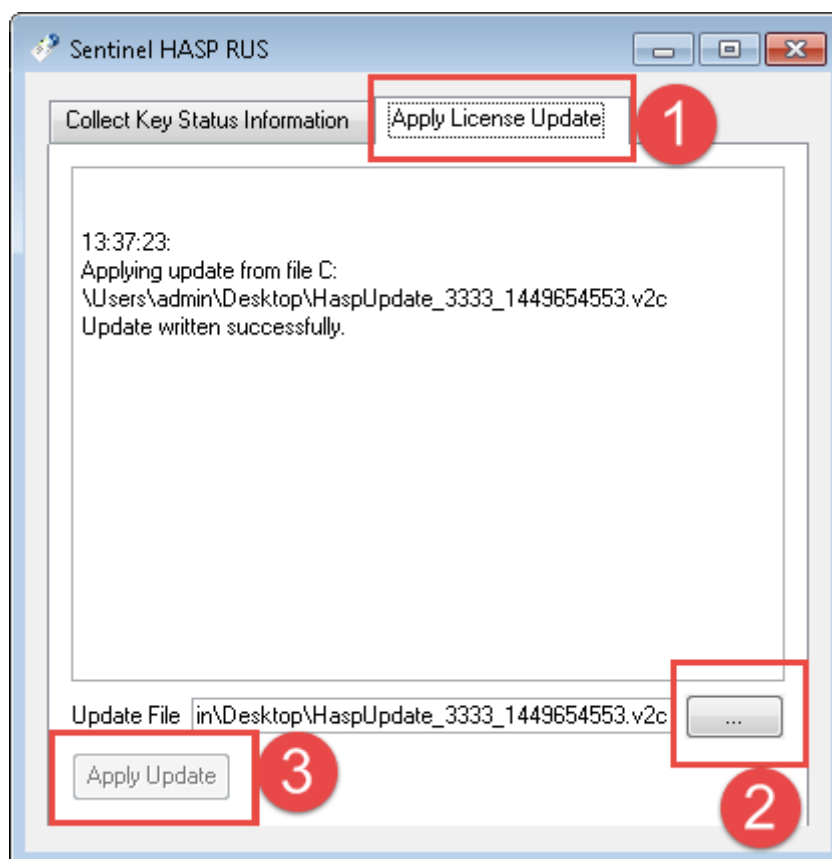 Sentinel HASP RUS
Collect Key Status Information
Apply License Update
1
13:37:23:
Applying update from file C:
\Users\admin\Desktop\HaspUpdate_3333_1449654553.v2c
Update written successfully.
Update File in\Desktop\HaspUpdate_3333_1449654553.v2c ...
Apply Update
3
2